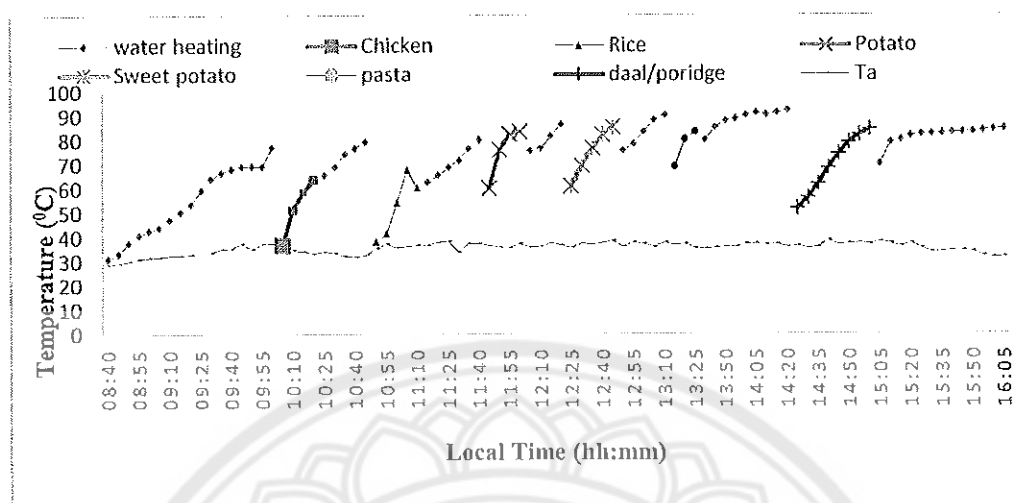 water heating Chicken Rice Potato
Sweet potato pasta daal/poridge Ta
100
90
80
70
60
50
40
30
20
10
0
Temperature (⁰C)
08:40 08:55 09:10 09:25 09:40 09:55 10:10 10:25 10:40 10:55 11:10 11:25 11:40 11:55 12:10 12:25 12:40 12:55 13:10 13:25 13:50 14:05 14:20 14:35 14:50 15:05 15:20 15:35 15:50 16:05
Local Time (hh:mm)